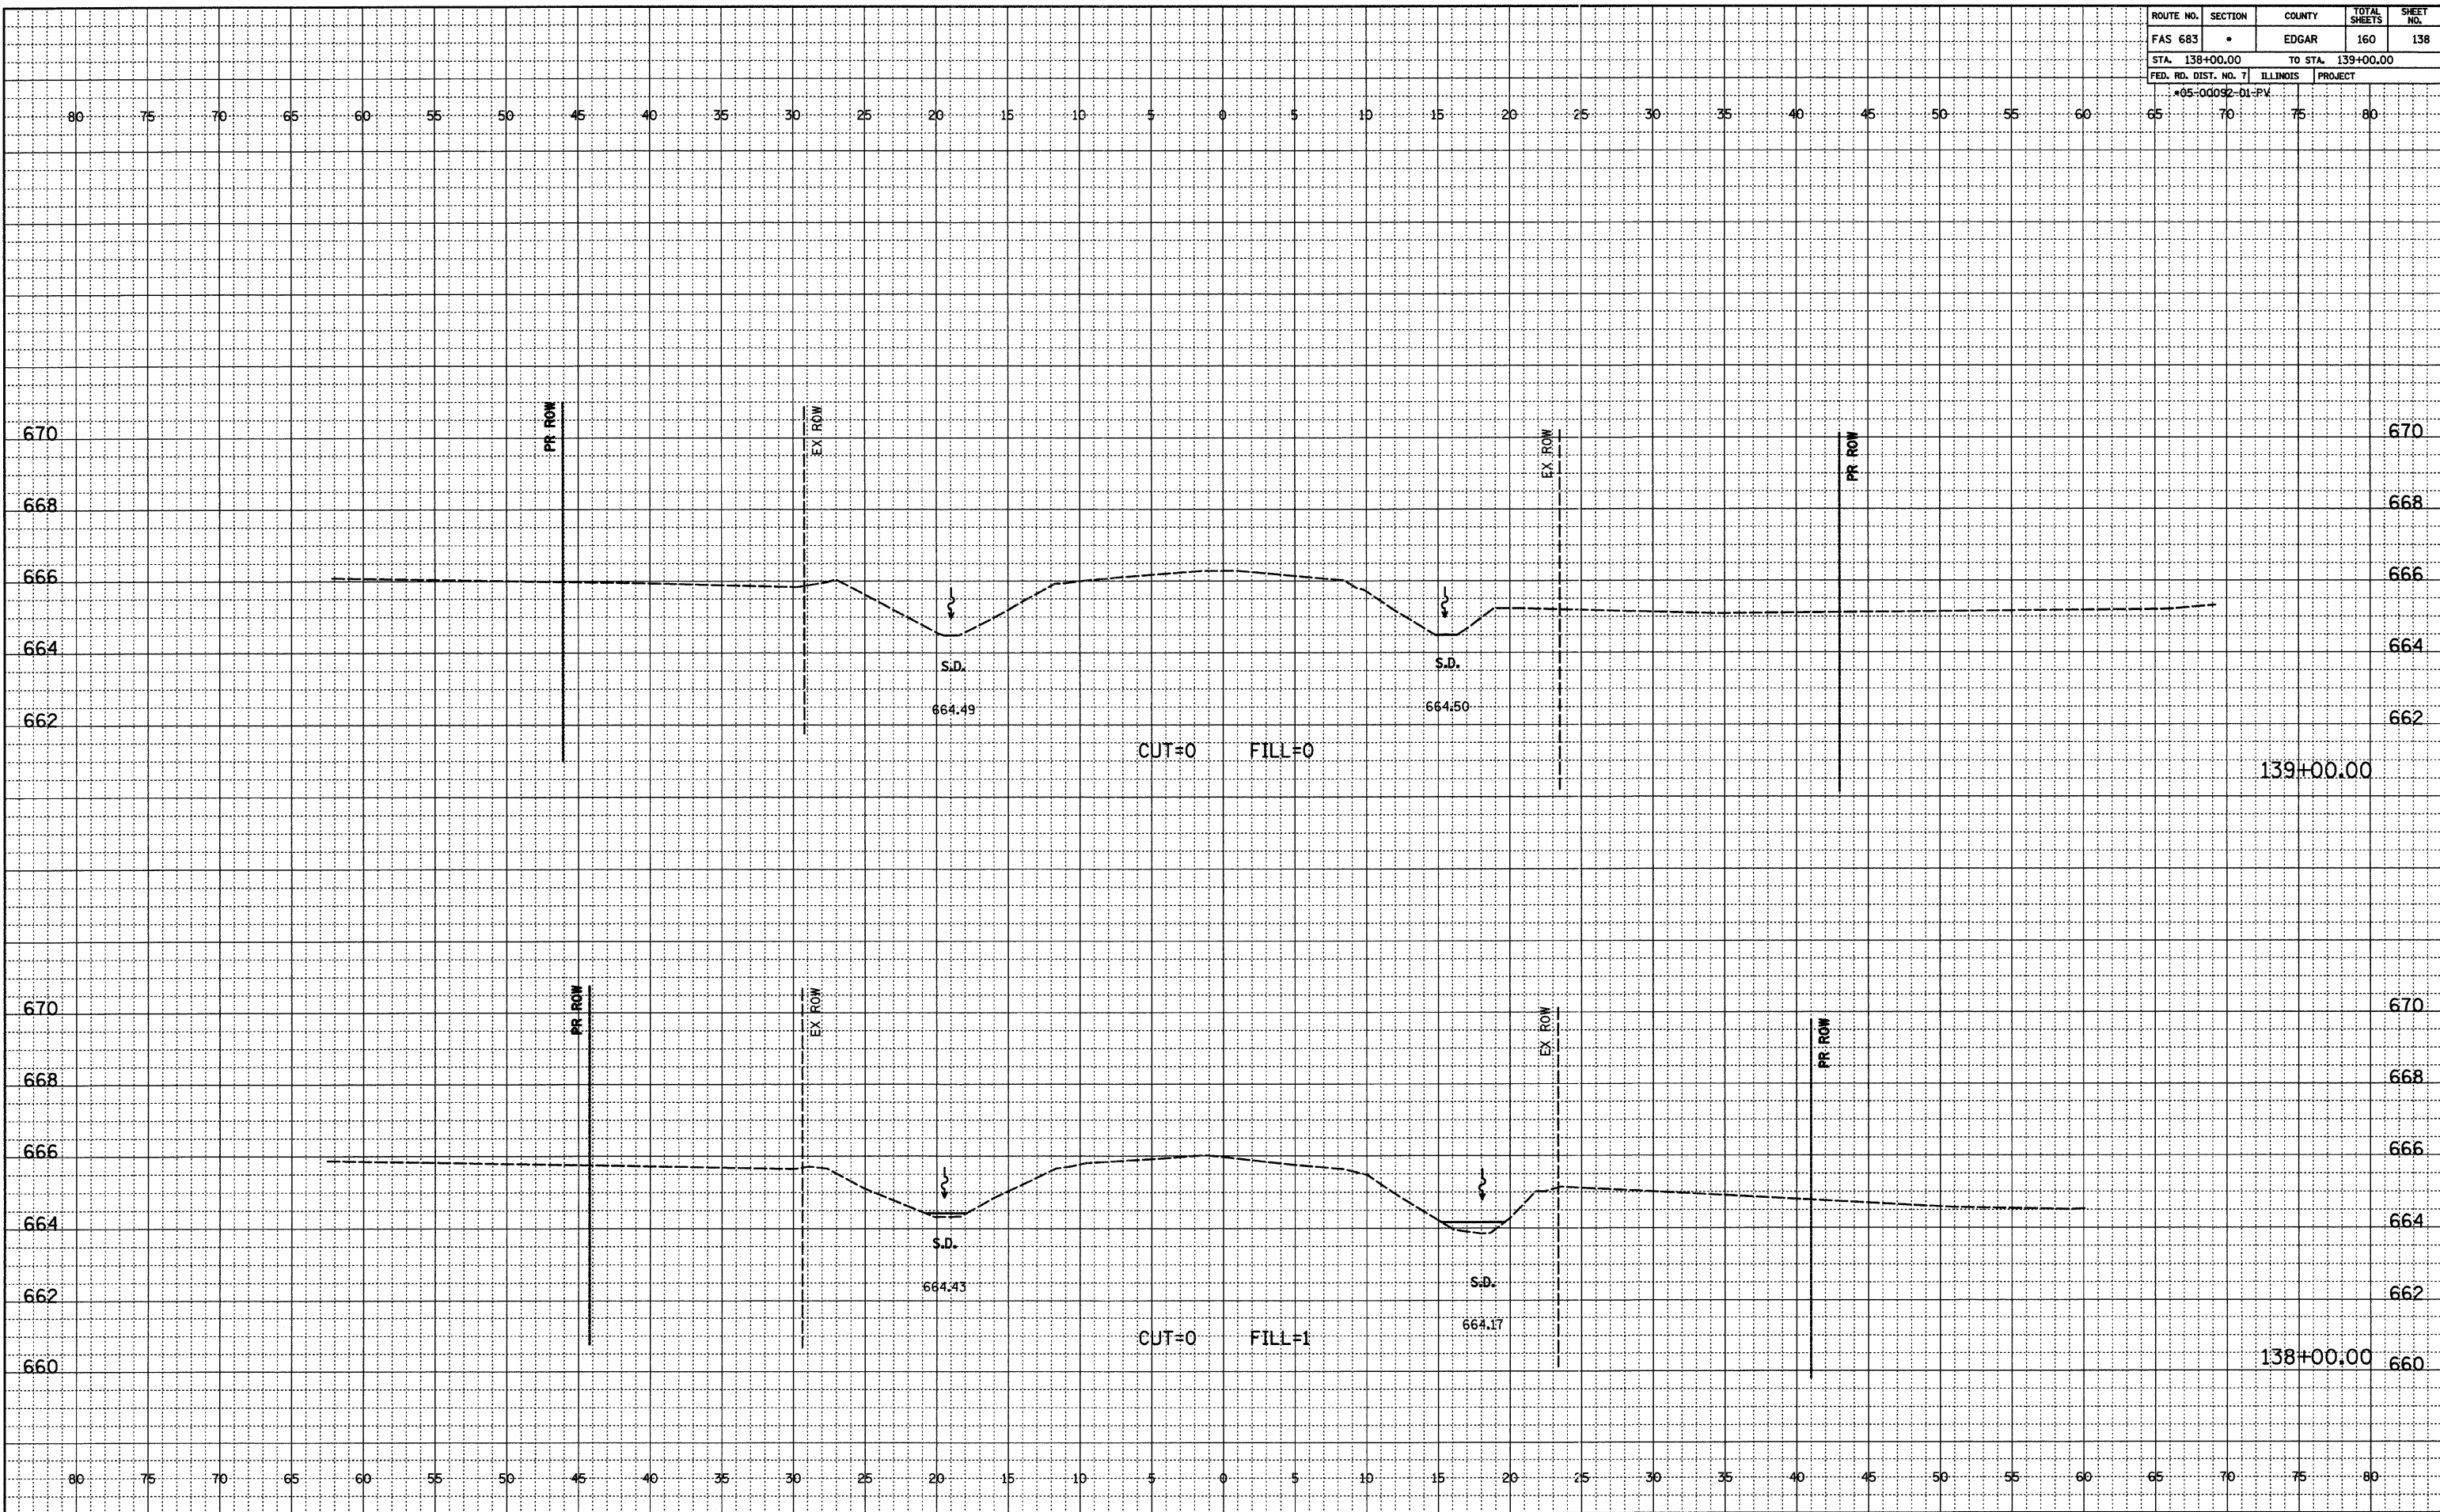 ROUTE NO. SECTION COUNTY TOTAL SHEETS SHEET NO.
FAS 683 • EDGAR 160 138
STA. 138+00.00 TO STA. 139+00.00
FED. RD. DIST. NO. 7 ILLINOIS PROJECT
*05-00092-01-PV
80 75 70 65 60 55 50 45 40 35 30 25 20 15 10 5 0 5 10 15 20 25 30 35 40 45 50 55 60 65 70 75 80
PR ROW
EX ROW
EX ROW
PR ROW
670 670
668 668
666 666
664 664
S.D. S.D.
664.49 664.50
662 662
CUT=0 FILL=0
139+00.00
PR ROW
EX ROW
EX ROW
PR ROW
670 670
668 668
666 666
664 664
S.D.
S.D.
664.43
662 662
664.17
CUT=0 FILL=1
138+00.00
660 660
80 75 70 65 60 55 50 45 40 35 30 25 20 15 10 5 0 5 10 15 20 25 30 35 40 45 50 55 60 65 70 75 80